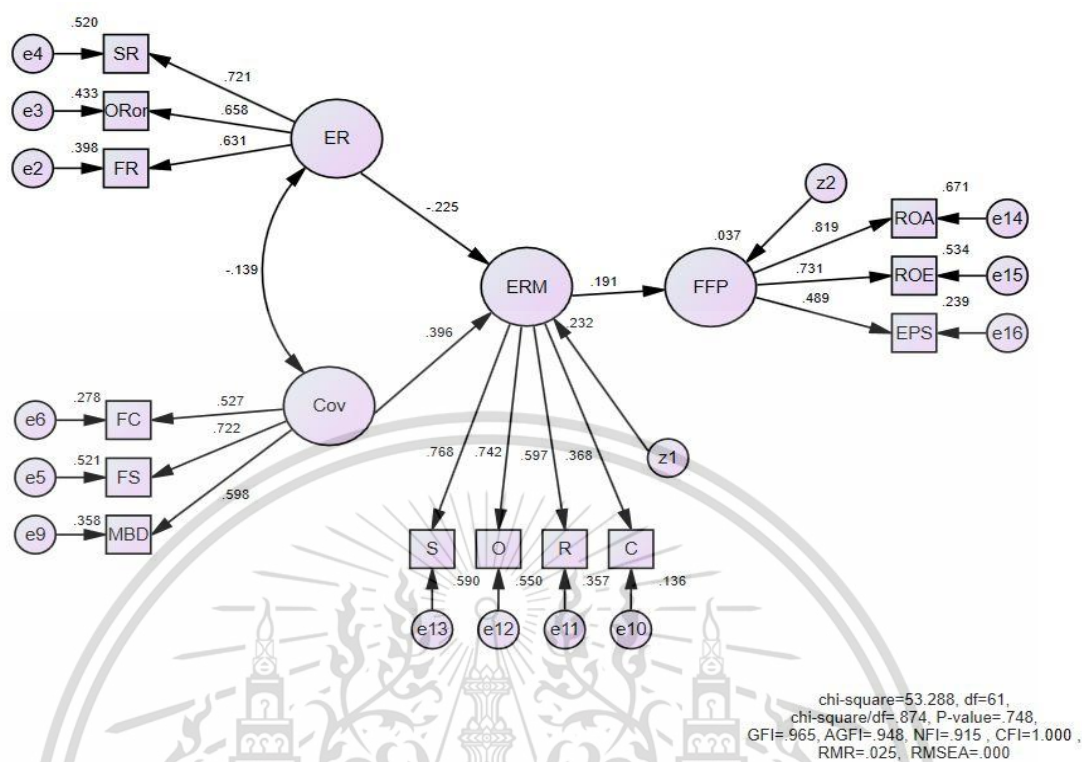 .520
e4
SR
.721
.433
e3
ORor
.658
ER
.398
e2
FR
.631
-.225
-.139
z2
.671
.037
.819
ROA
e14
.534
ERM
.191
FFP
.731
ROE
e15
.489
.239
EPS
e16
.396
.232
Cov
.278
e6
FC
.527
.722
.521
e5
FS
.598
.358
e9
MBD
.768
.742
.597
.368
z1
S
O
R
C
.590
.550
.357
.136
e13
e12
e11
e10
chi-square=53.288, df=61,
chi-square/df=.874, P-value=.748,
GFI=.965, AGFI=.948, NFI=.915 , CFI=1.000 ,
RMR=.025, RMSEA=.000